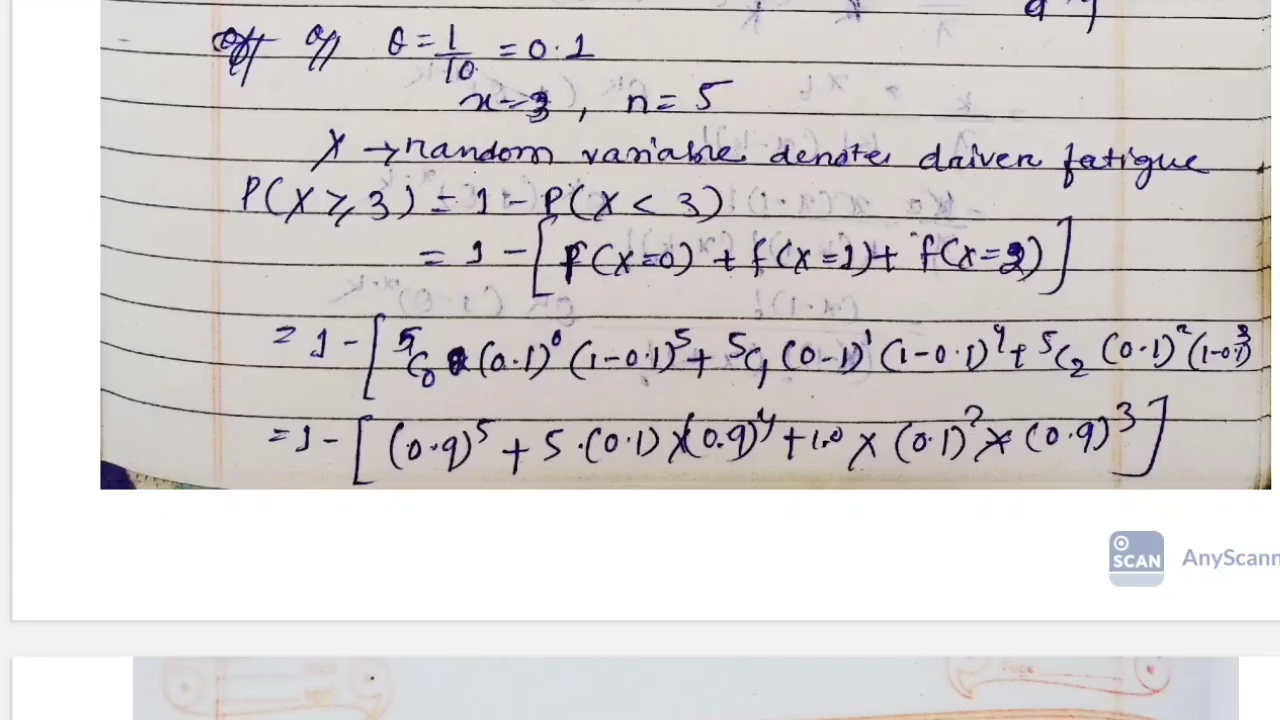 a) θ = 1/10 = 0.1
x = 3, n = 5
X → random variable denote driver fatigue
P(X ≥ 3) = 1 - P(X < 3)
= 1 - [ P(X=0) + P(X=1) + P(X=2) ]
= 1 - [ ⁵C₀ (0.1)⁰ (1-0.1)⁵ + ⁵C₁ (0-1)¹ (1-0.1)⁴ + ⁵C₂ (0.1)² (1-0.1)³
= 1 - [ (0.9)⁵ + 5.(0.1) × (0.9)⁴ + 10 × (0.1)² × (0.9)³ ]
SCAN AnyScann